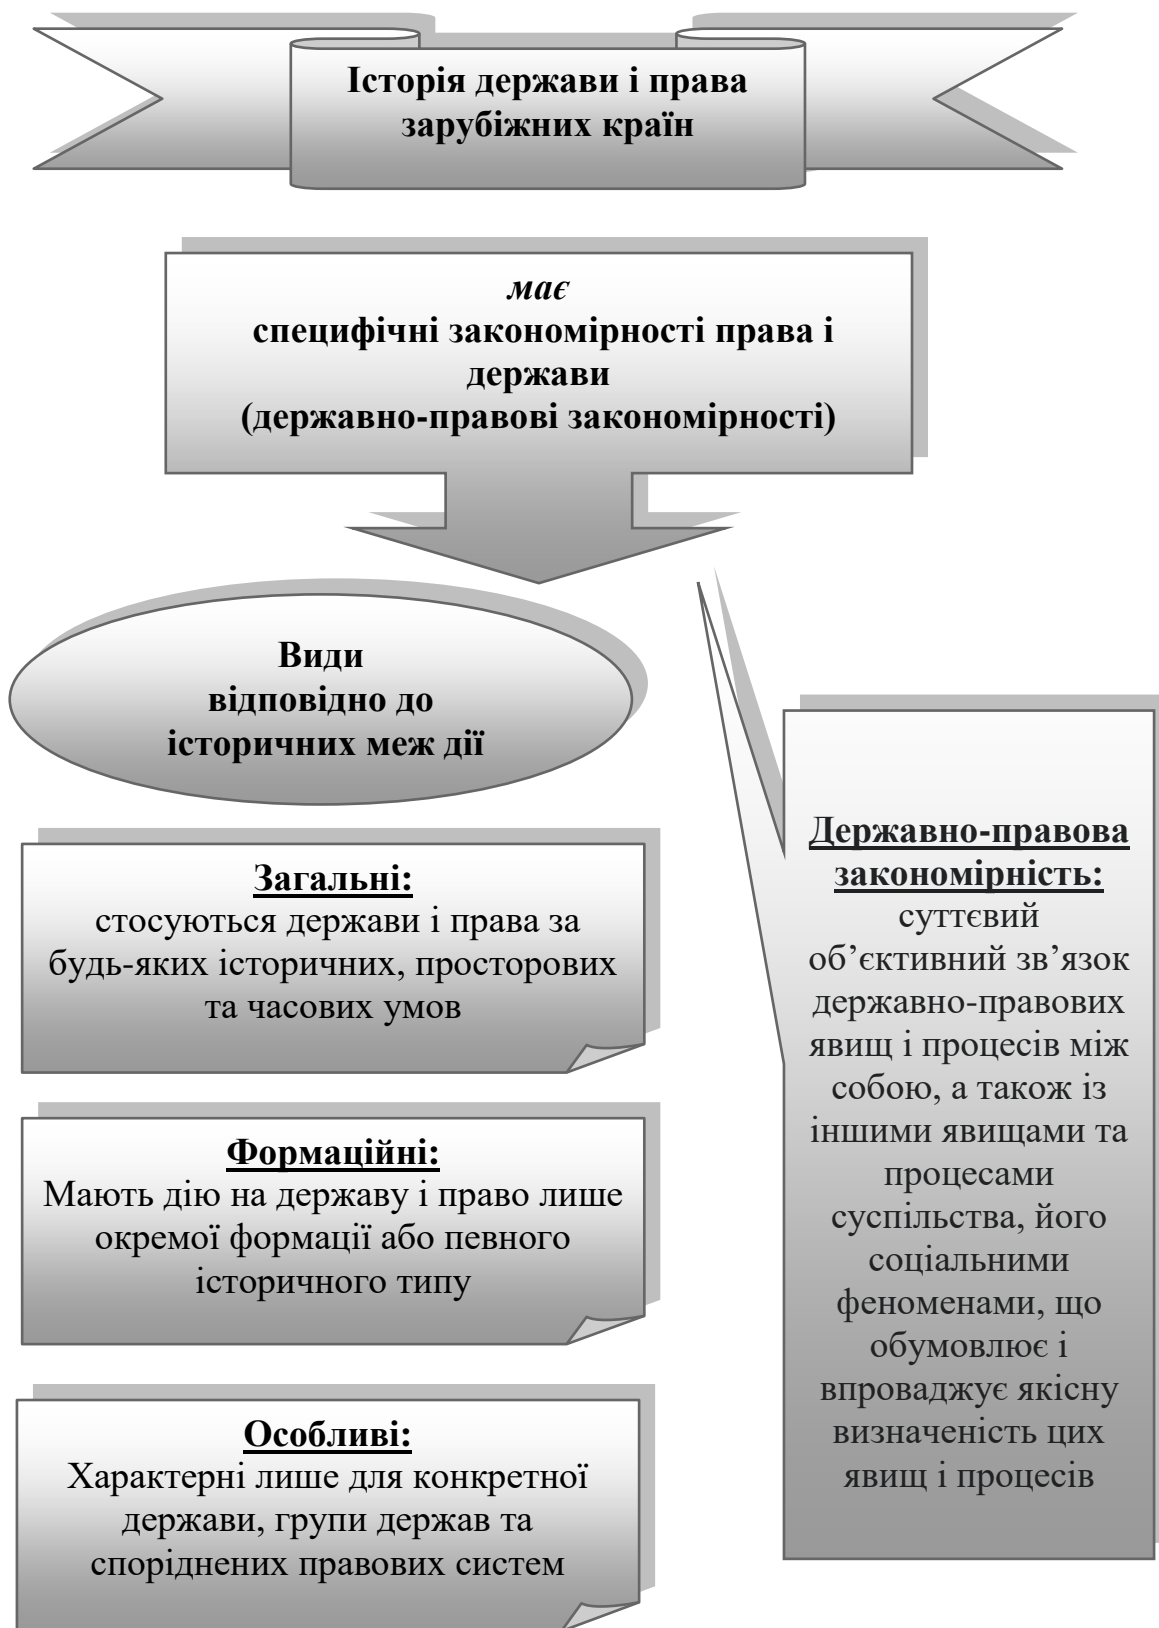 Історія держави і права
зарубіжних країн
має
специфічні закономірності права і
держави
(державно-правові закономірності)
Види
відповідно до
історичних меж дії
Загальні:
стосуються держави і права за
будь-яких історичних, просторових
та часових умов
Формаційні:
Мають дію на державу і право лише
окремої формації або певного
історичного типу
Особливі:
Характерні лише для конкретної
держави, групи держав та
споріднених правових систем
Державно-правова
закономірність:
суттєвий
об’єктивний зв’язок
державно-правових
явищ і процесів між
собою, а також із
іншими явищами та
процесами
суспільства, його
соціальними
феноменами, що
обумовлює і
впроваджує якісну
визначеність цих
явищ і процесів